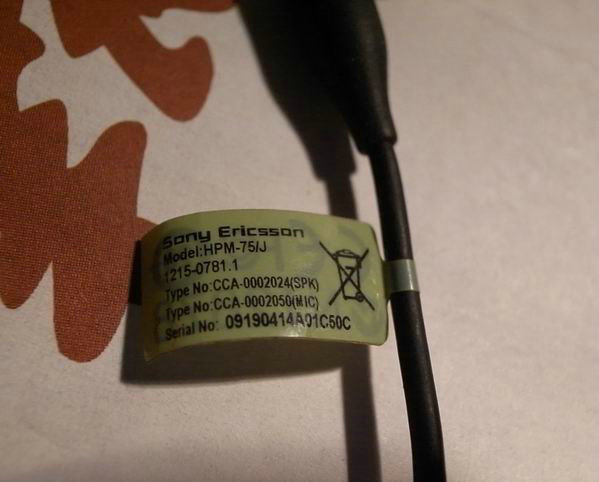 Sony Ericsson
Model:HPM-75/J
1215-0781.1
Type No:CCA-0002024(SPK)
Type No:CCA-0002050(MIC)
Serial No: 09190414A01C50C